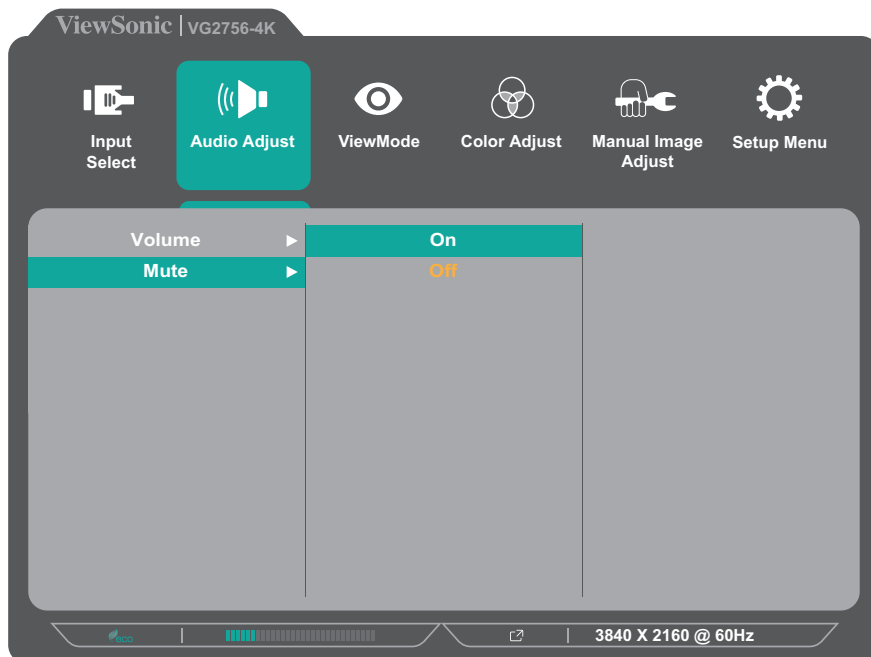 ViewSonic | VG2756-4K
Input Select
Audio Adjust
ViewMode
Color Adjust
Manual Image Adjust
Setup Menu
Volume
On
Mute
Off
eco
3840 X 2160 @ 60Hz